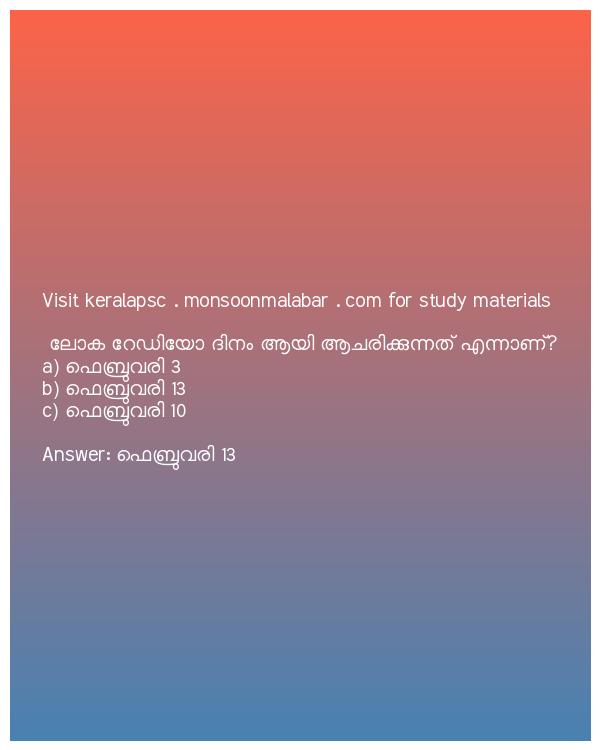 Visit keralapsc . monsoonmalabar . com for study materials
ലോക റേഡിയോ ദിനം ആയി ആചരിക്കുന്നത് എന്നാണ്?
a) ഫെബ്രുവരി 3
b) ഫെബ്രുവരി 13
c) ഫെബ്രുവരി 10
Answer: ഫെബ്രുവരി 13